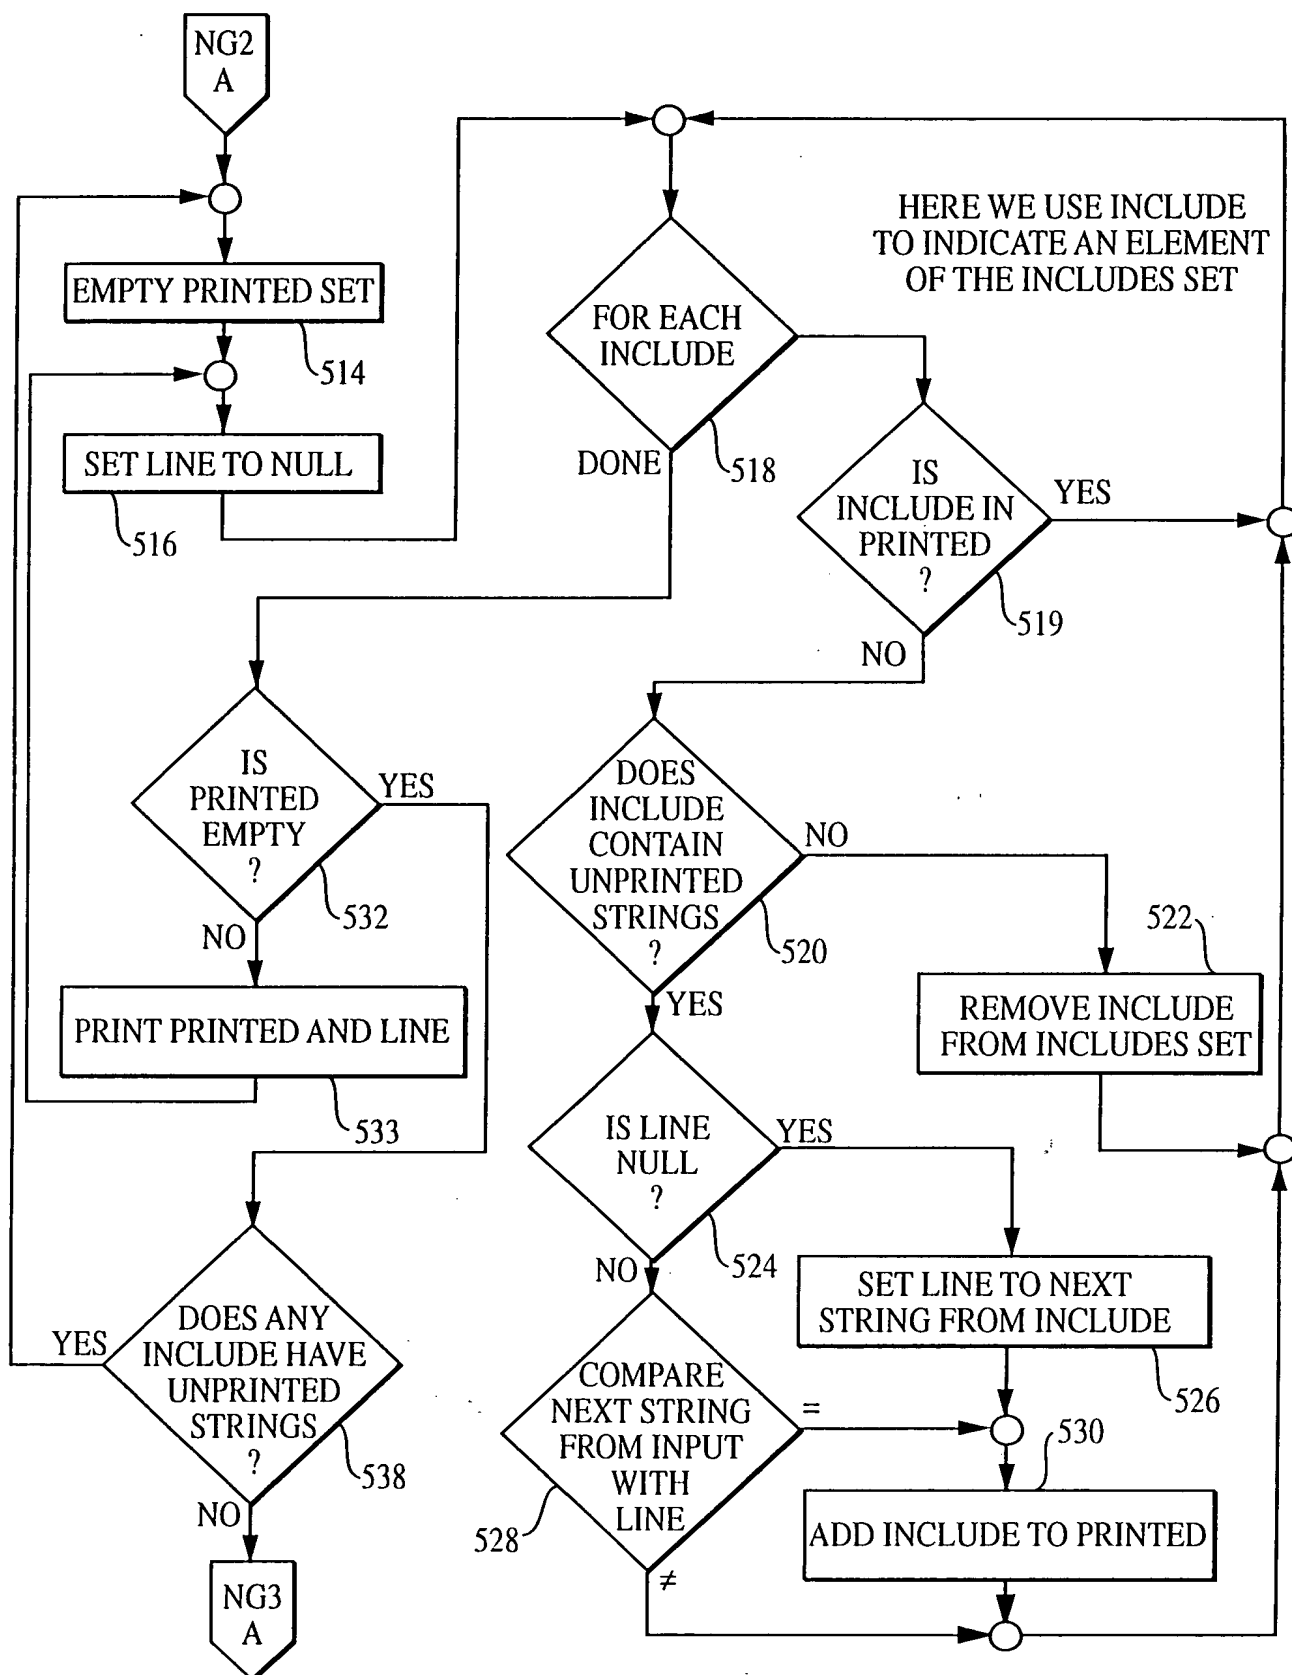 NG2
A
HERE WE USE INCLUDE
TO INDICATE AN ELEMENT
OF THE INCLUDES SET
EMPTY PRINTED SET
514
SET LINE TO NULL
516
FOR EACH
INCLUDE
518
DONE
IS
INCLUDE IN
PRINTED
?
519
YES
NO
IS
PRINTED
EMPTY
?
532
YES
NO
DOES
INCLUDE
CONTAIN
UNPRINTED
STRINGS
?
520
NO
YES
522
REMOVE INCLUDE
FROM INCLUDES SET
PRINT PRINTED AND LINE
533
IS LINE
NULL
?
524
YES
NO
SET LINE TO NEXT
STRING FROM INCLUDE
526
DOES ANY
INCLUDE HAVE
UNPRINTED
STRINGS
?
538
YES
NO
COMPARE
NEXT STRING
FROM INPUT
WITH
LINE
528
=
≠
530
ADD INCLUDE TO PRINTED
NG3
A